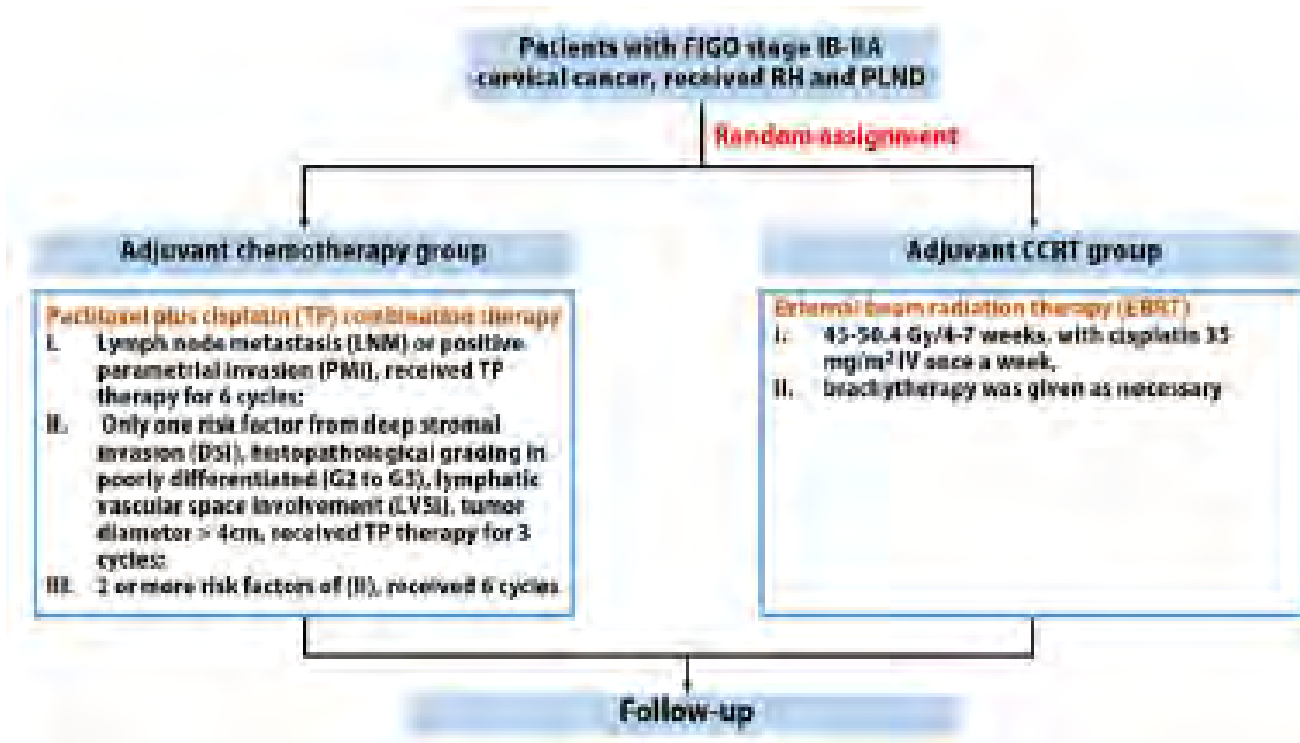 Patients with FIGO stage IB-IIA
cervical cancer, received RH and PLND
Random assignment
Adjuvant chemotherapy group
Adjuvant CCRT group
Paclitaxel plus cisplatin (TP) combination therapy
I. Lymph node metastasis (LNM) or positive
parametrial invasion (PMI), received TP
therapy for 6 cycles;
II. Only one risk factor from deep stromal
invasion (DSI), histopathological grading in
poorly differentiated (G2 to G3), lymphatic
vascular space involvement (LVSI), tumor
diameter > 4cm, received TP therapy for 3
cycles;
III. 2 or more risk factors of (II), received 6 cycles
External beam radiation therapy (EBRT)
I. 45-50.4 Gy/4-7 weeks, with cisplatin 35
mg/m² IV once a week.
II. brachytherapy was given as necessary
Follow-up